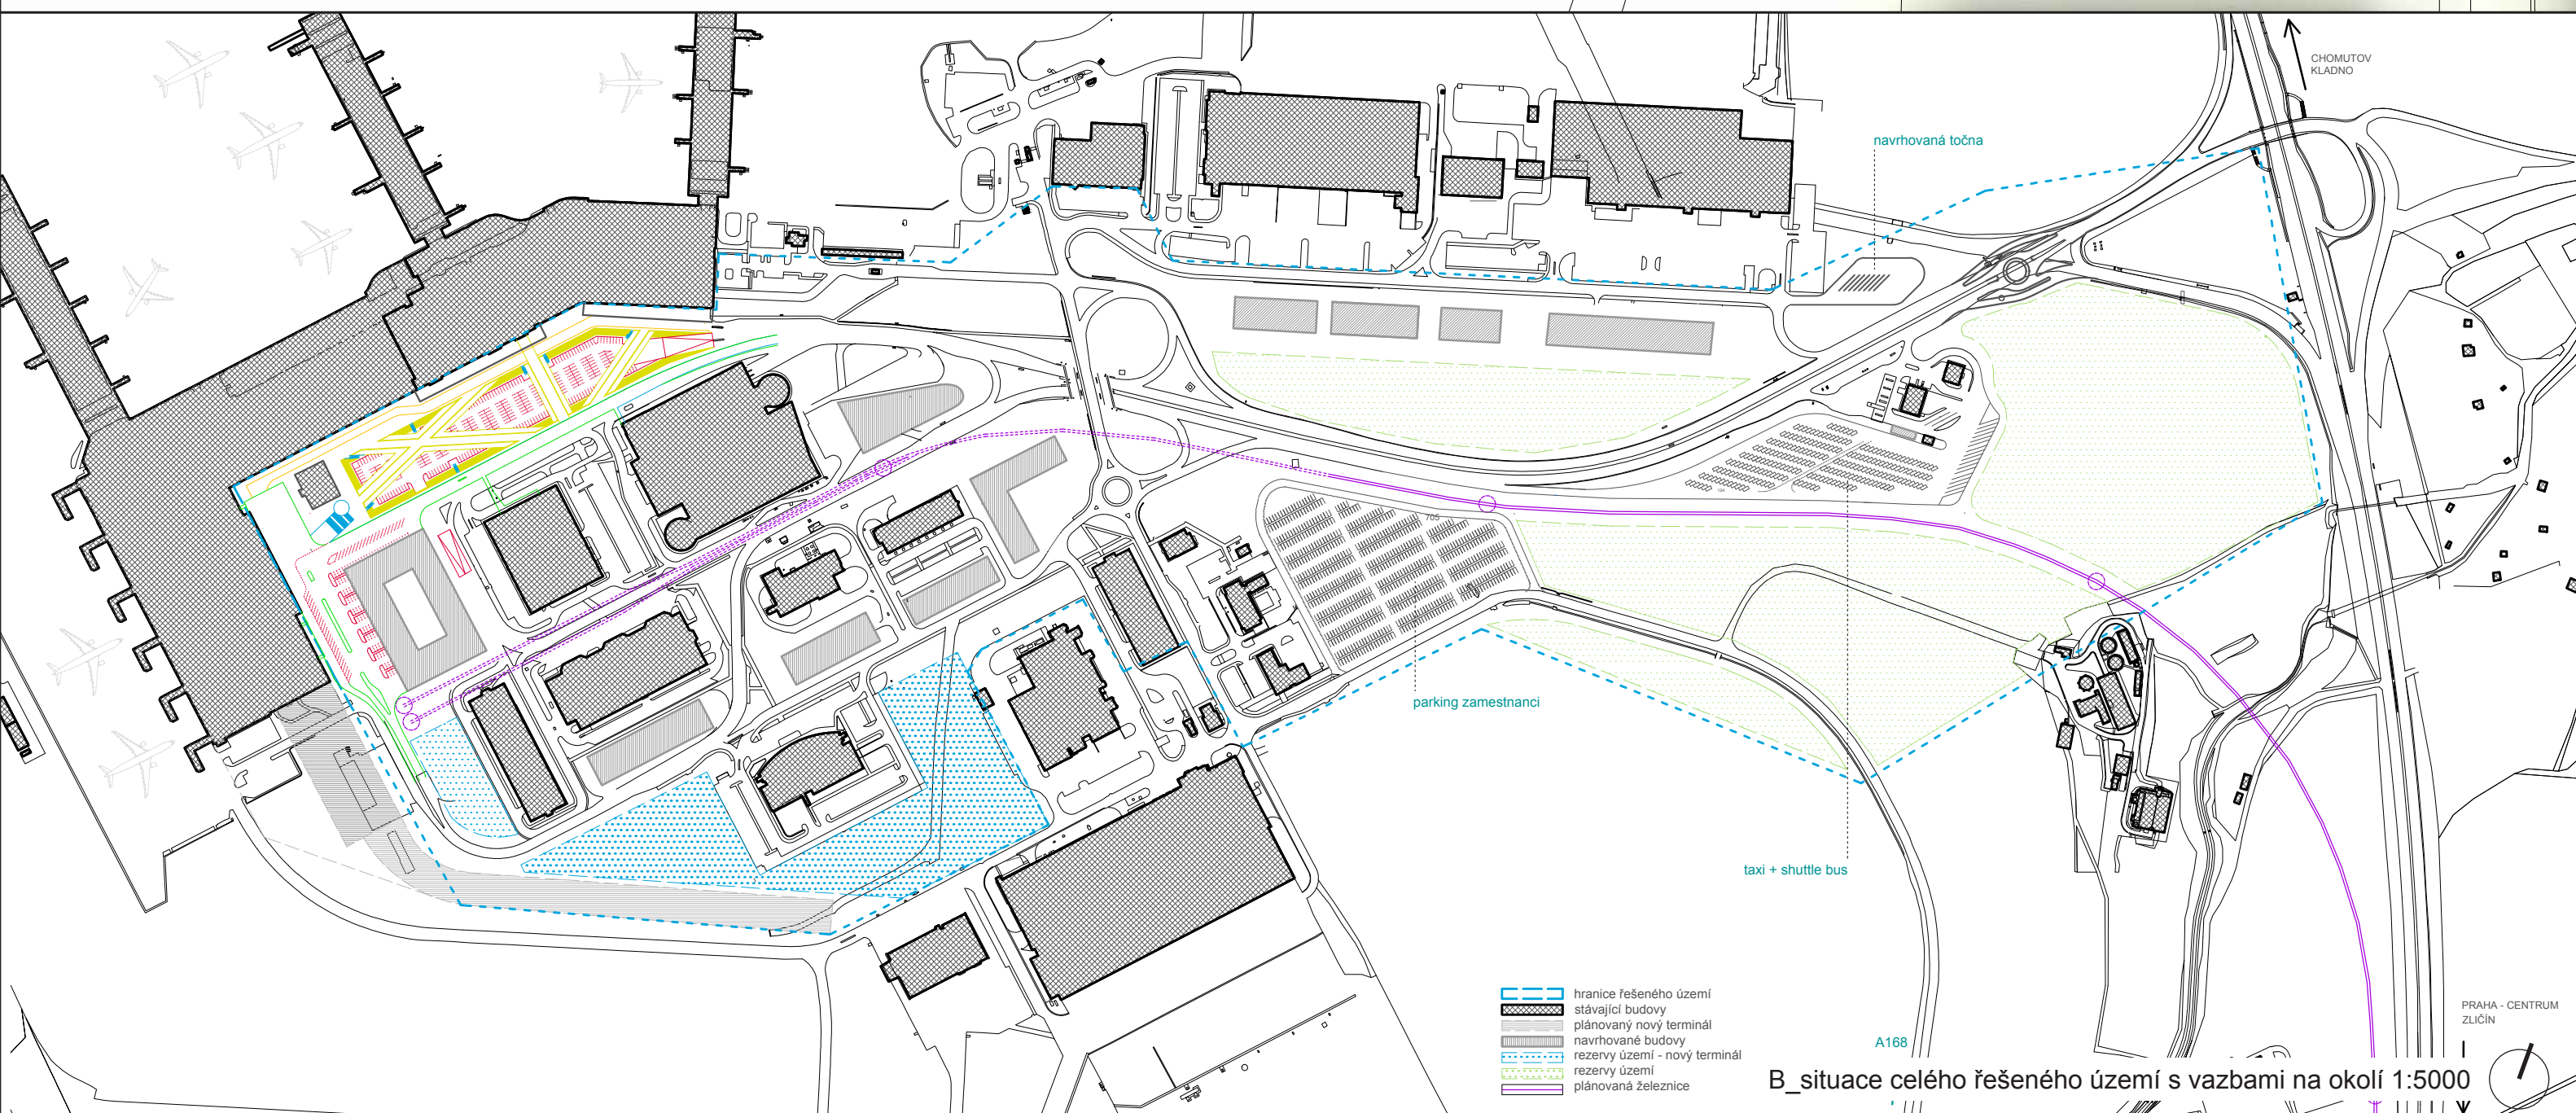 CHOMUTOV
KLADNO
navrhovaná točna
705
parking zamestnanci
taxi + shuttle bus
hranice řešeného území
stávající budovy
plánovaný nový terminál
navrhované budovy
rezervy území - nový terminál
rezervy území
plánovaná železnice
A168
PRAHA - CENTRUM
ZLIČÍN
B_situace celého řešeného území s vazbami na okolí 1:5000